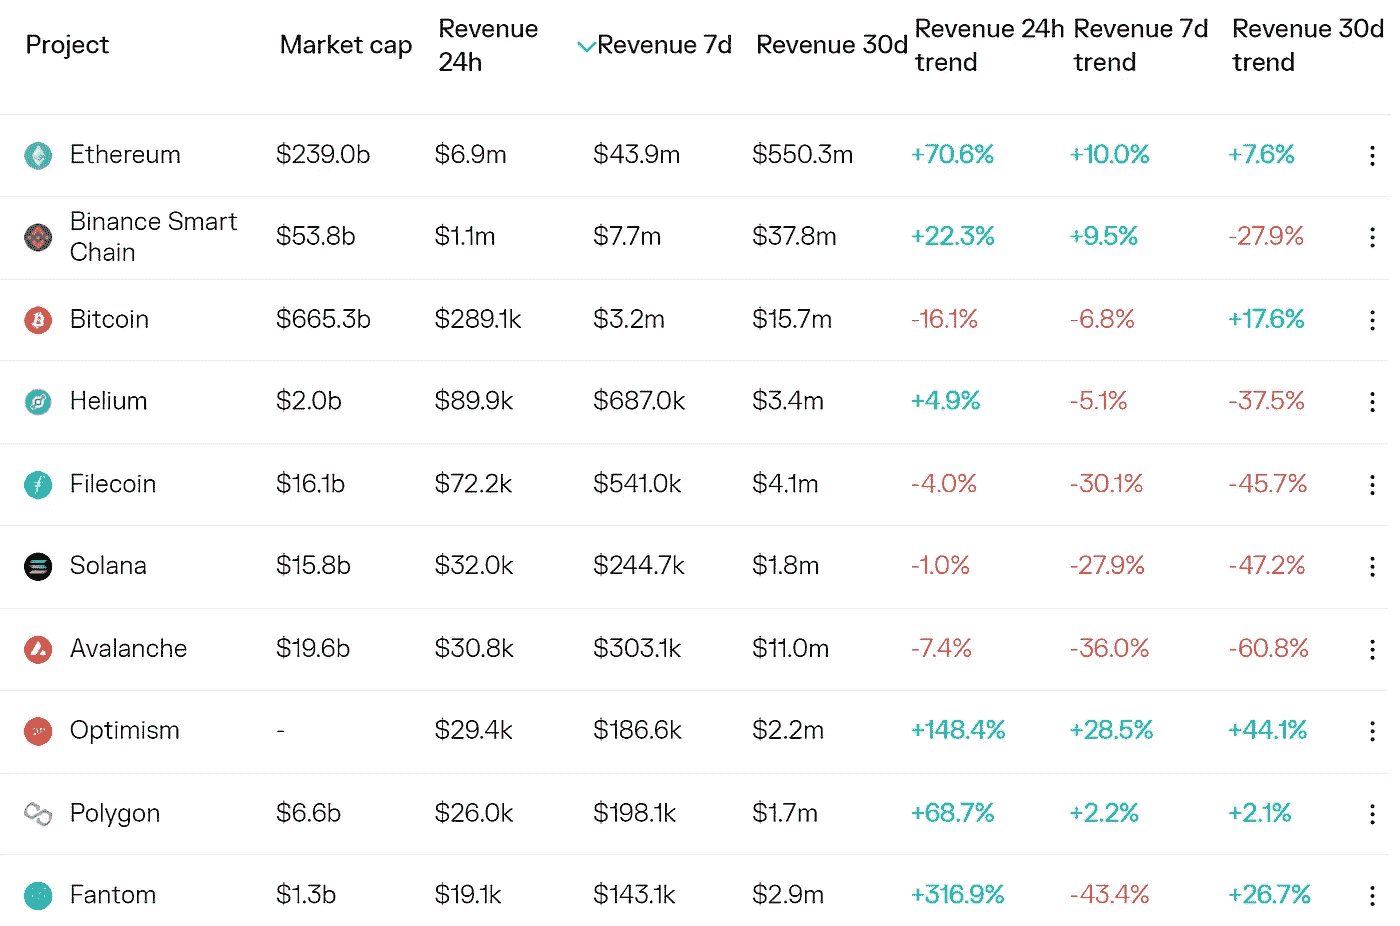 Project Market cap Revenue 24h Revenue 7d Revenue 30d Revenue 24h trend Revenue 7d trend Revenue 30d trend
Ethereum $239.0b $6.9m $43.9m $550.3m +70.6% +10.0% +7.6%
Binance Smart Chain $53.8b $1.1m $7.7m $37.8m +22.3% +9.5% -27.9%
Bitcoin $665.3b $289.1k $3.2m $15.7m -16.1% -6.8% +17.6%
Helium $2.0b $89.9k $687.0k $3.4m +4.9% -5.1% -37.5%
Filecoin $16.1b $72.2k $541.0k $4.1m -4.0% -30.1% -45.7%
Solana $15.8b $32.0k $244.7k $1.8m -1.0% -27.9% -47.2%
Avalanche $19.6b $30.8k $303.1k $11.0m -7.4% -36.0% -60.8%
Optimism - $29.4k $186.6k $2.2m +148.4% +28.5% +44.1%
Polygon $6.6b $26.0k $198.1k $1.7m +68.7% +2.2% +2.1%
Fantom $1.3b $19.1k $143.1k $2.9m +316.9% -43.4% +26.7%